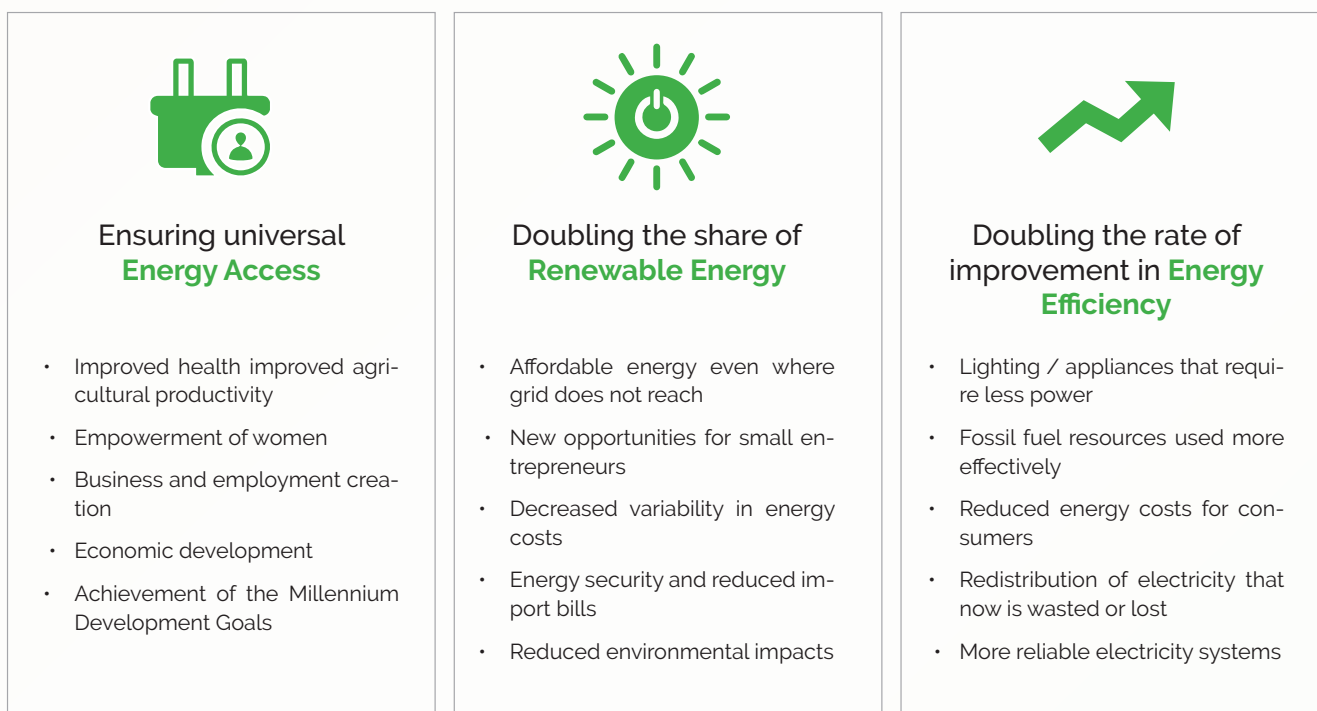 Ensuring universal
Energy Access
• Improved health improved agri-
cultural productivity
• Empowerment of women
• Business and employment crea-
tion
• Economic development
• Achievement of the Millennium
Development Goals
Doubling the share of
Renewable Energy
• Affordable energy even where
grid does not reach
• New opportunities for small en-
trepreneurs
• Decreased variability in energy
costs
• Energy security and reduced im-
port bills
• Reduced environmental impacts
Doubling the rate of
improvement in Energy
Efficiency
• Lighting / appliances that requi-
re less power
• Fossil fuel resources used more
effectively
• Reduced energy costs for con-
sumers
• Redistribution of electricity that
now is wasted or lost
• More reliable electricity systems